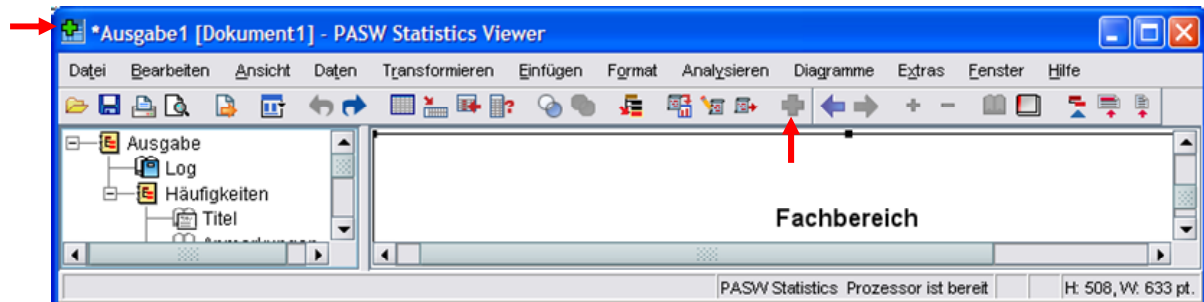 *Ausgabe1 [Dokument1] - PASW Statistics Viewer
Datei Bearbeiten Ansicht Daten Transformieren Einfügen Format Analysieren Diagramme Extras Fenster Hilfe
Ausgabe
Log
Häufigkeiten
Titel
Fachbereich
PASW Statistics Prozessor ist bereit H: 508, W: 633 pt.